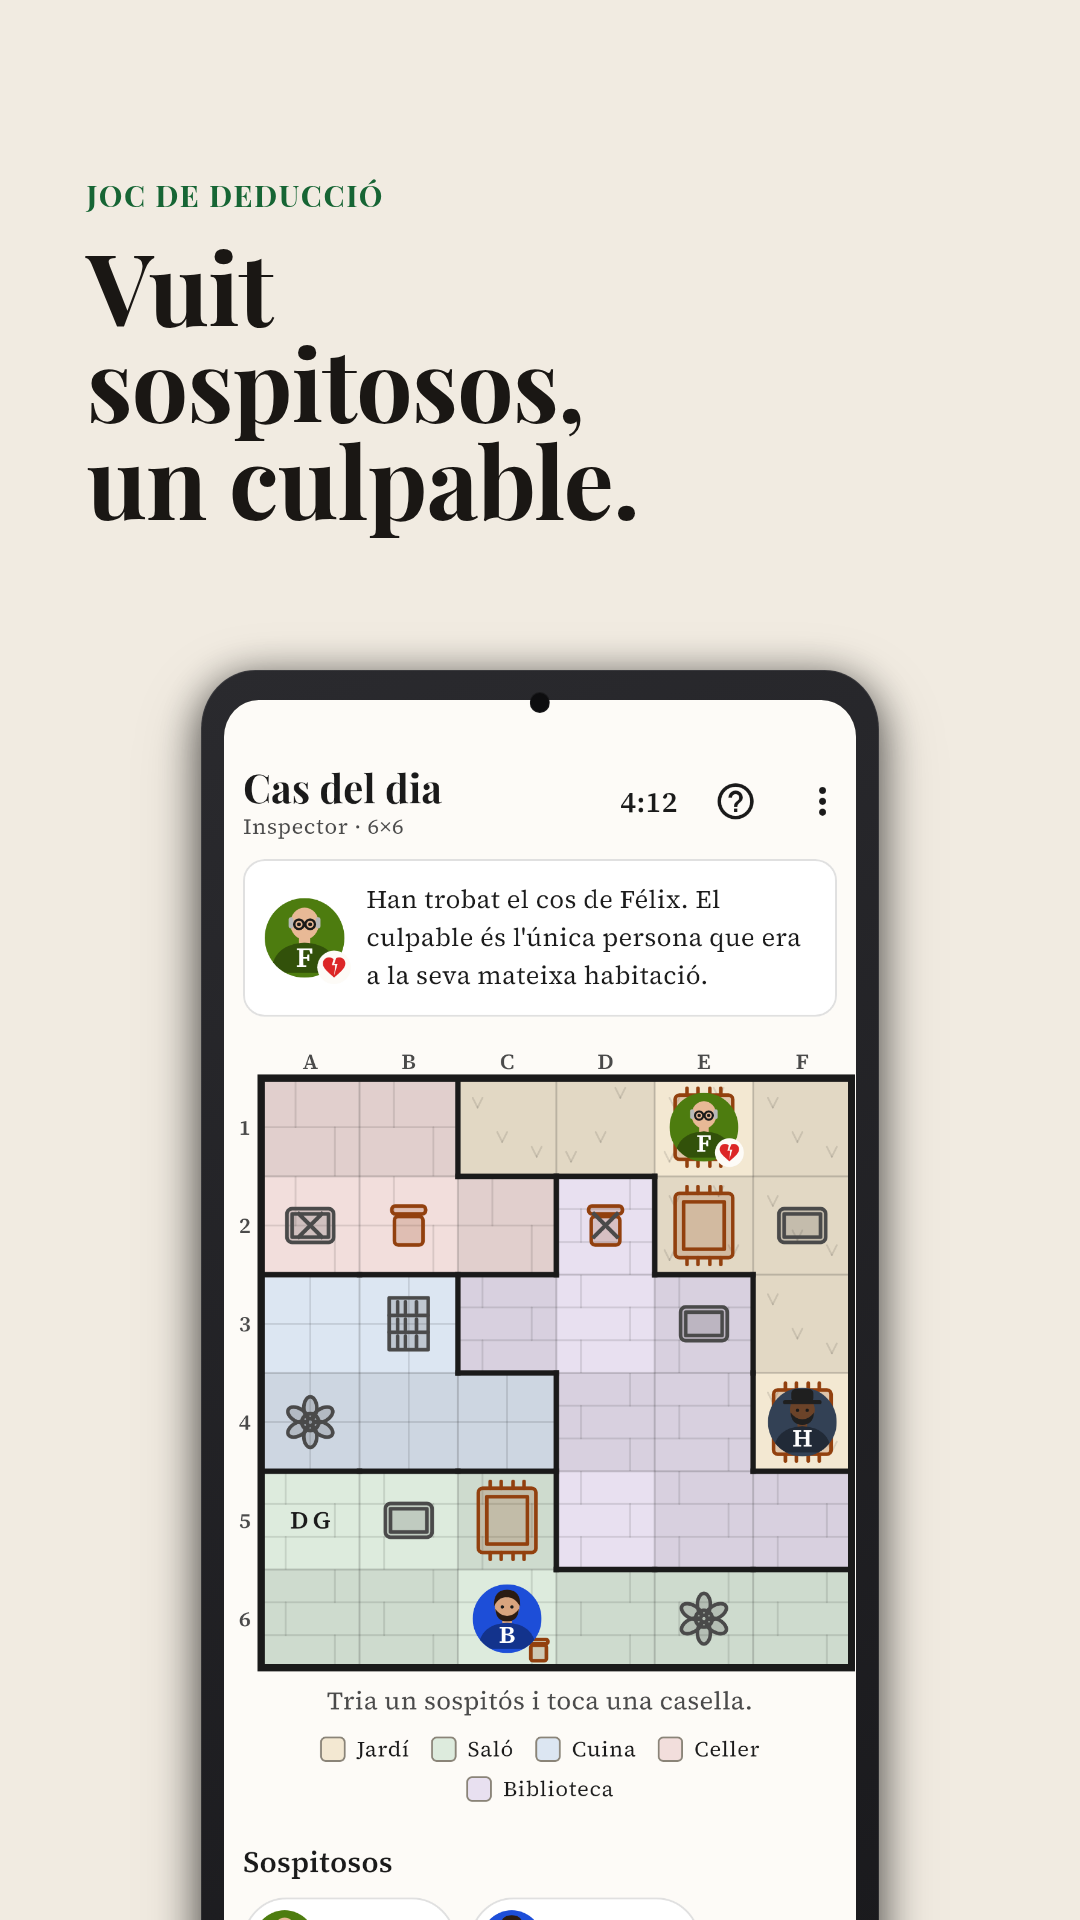 JOC DE DEDUCCIÓ
Vuit
sospitosos,
un culpable.
Cas del dia
4:12
Inspector · 6×6
Han trobat el cos de Félix. El
culpable és l'única persona que era
a la seva mateixa habitació.
F
A B C D E F
1
F
2
3
4
H
5
D G
6
B
Tria un sospitós i toca una casella.
Jardí Saló Cuina Celler
Biblioteca
Sospitosos